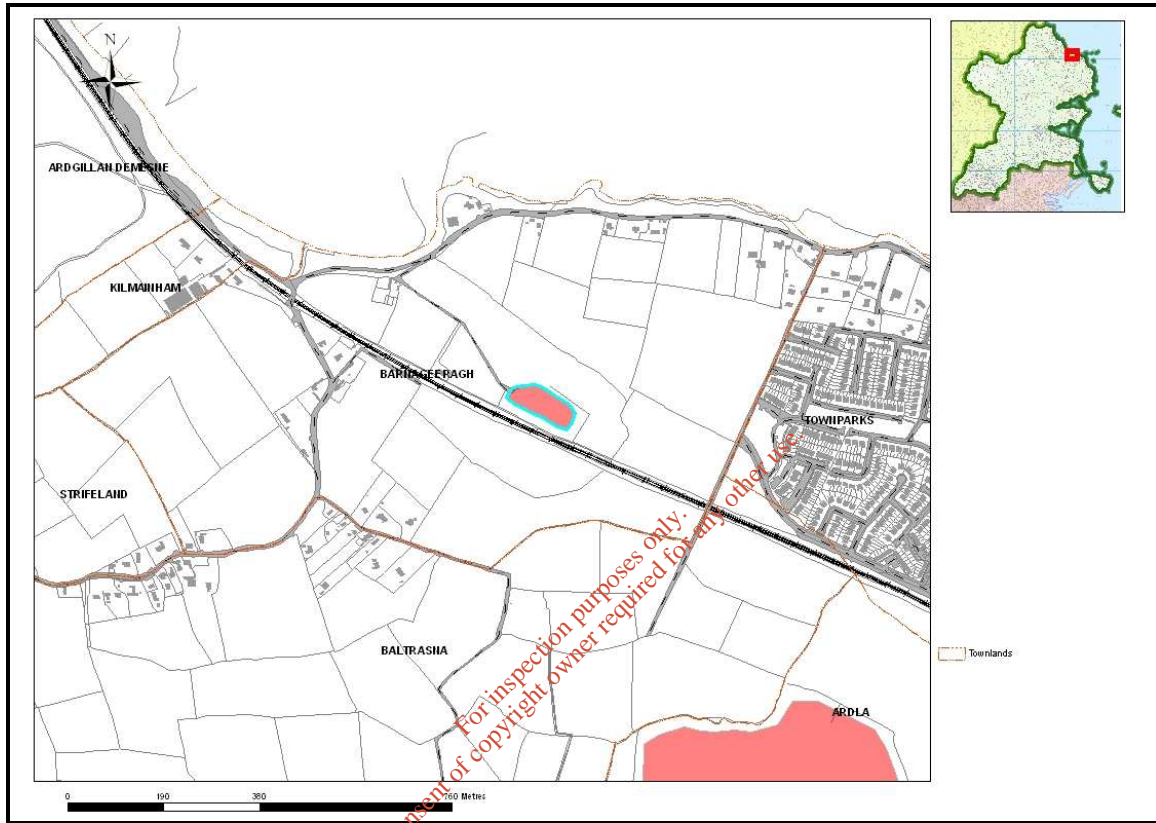 N
ARDGILLAN DEMESNE
KILMAINHAM
BARNAGEERAGH
TOWNPARKS
STRIFELAND
BALTRASNA
ARDLA
Townlands
For inspection purposes only.
nsent of copyright owner required for any other use.
0 190 380 760 Metres